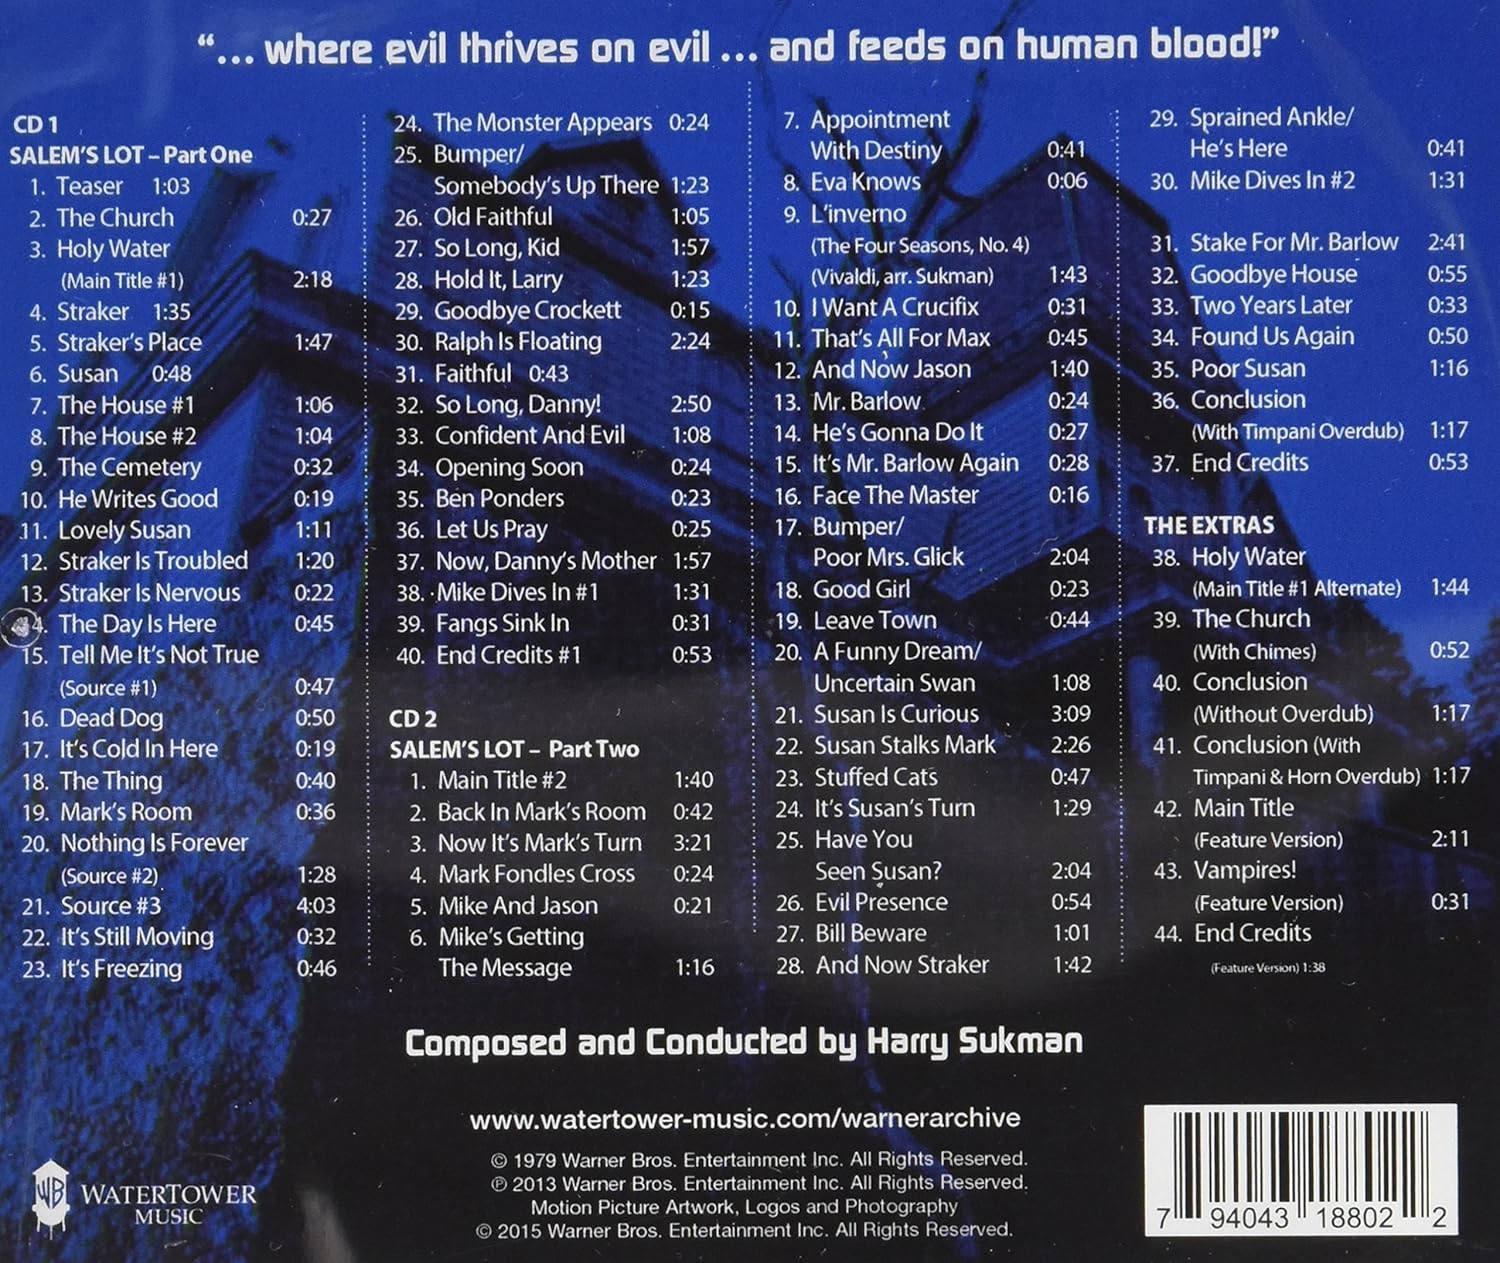 “... where evil thrives on evil ... and feeds on human blood!”
CD 1
SALEM'S LOT – Part One
1. Teaser 1:03
2. The Church 0:27
3. Holy Water
(Main Title #1) 2:18
4. Straker 1:35
5. Straker's Place 1:47
6. Susan 0:48
7. The House #1 1:06
8. The House #2 1:04
9. The Cemetery 0:32
10. He Writes Good 0:19
11. Lovely Susan 1:11
12. Straker Is Troubled 1:20
13. Straker Is Nervous 0:22
14. The Day Is Here 0:45
15. Tell Me It's Not True
(Source #1) 0:47
16. Dead Dog 0:50
17. It's Cold In Here 0:19
18. The Thing 0:40
19. Mark's Room 0:36
20. Nothing Is Forever
(Source #2) 1:28
21. Source #3 4:03
22. It's Still Moving 0:32
23. It's Freezing 0:46
24. The Monster Appears 0:24
25. Bumper/
Somebody's Up There 1:23
26. Old Faithful 1:05
27. So Long, Kid 1:57
28. Hold It, Larry 1:23
29. Goodbye Crockett 0:15
30. Ralph Is Floating 2:24
31. Faithful 0:43
32. So Long, Danny! 2:50
33. Confident And Evil 1:08
34. Opening Soon 0:24
35. Ben Ponders 0:23
36. Let Us Pray 0:25
37. Now, Danny's Mother 1:57
38. Mike Dives In #1 1:31
39. Fangs Sink In 0:31
40. End Credits #1 0:53
CD 2
SALEM'S LOT – Part Two
1. Main Title #2 1:40
2. Back In Mark's Room 0:42
3. Now It's Mark's Turn 3:21
4. Mark Fondles Cross 0:24
5. Mike And Jason 0:21
6. Mike's Getting
The Message 1:16
7. Appointment
With Destiny 0:41
8. Eva Knows 0:06
9. L'inverno
(The Four Seasons, No. 4)
(Vivaldi, arr. Sukman) 1:43
10. I Want A Crucifix 0:31
11. That's All For Max 0:45
12. And Now Jason 1:40
13. Mr. Barlow 0:24
14. He's Gonna Do It 0:27
15. It's Mr. Barlow Again 0:28
16. Face The Master 0:16
17. Bumper/
Poor Mrs. Glick 2:04
18. Good Girl 0:23
19. Leave Town 0:44
20. A Funny Dream/
Uncertain Swan 1:08
21. Susan Is Curious 3:09
22. Susan Stalks Mark 2:26
23. Stuffed Cats 0:47
24. It's Susan's Turn 1:29
25. Have You
Seen Susan? 2:04
26. Evil Presence 0:54
27. Bill Beware 1:01
28. And Now Straker 1:42
29. Sprained Ankle/
He's Here 0:41
30. Mike Dives In #2 1:31
31. Stake For Mr. Barlow 2:41
32. Goodbye House 0:55
33. Two Years Later 0:33
34. Found Us Again 0:50
35. Poor Susan 1:16
36. Conclusion
(With Timpani Overdub) 1:17
37. End Credits 0:53
THE EXTRAS
38. Holy Water
(Main Title #1 Alternate) 1:44
39. The Church
(With Chimes) 0:52
40. Conclusion
(Without Overdub) 1:17
41. Conclusion (With
Timpani & Horn Overdub) 1:17
42. Main Title
(Feature Version) 2:11
43. Vampires!
(Feature Version) 0:31
44. End Credits
(Feature Version) 1:38
Composed and Conducted by Harry Sukman
www.watertower-music.com/warnerarchive
© 1979 Warner Bros. Entertainment Inc. All Rights Reserved.
℗ 2013 Warner Bros. Entertainment Inc. All Rights Reserved.
Motion Picture Artwork, Logos and Photography
© 2015 Warner Bros. Entertainment Inc. All Rights Reserved.
WB WATERTOWER
MUSIC
7 94043 18802 2